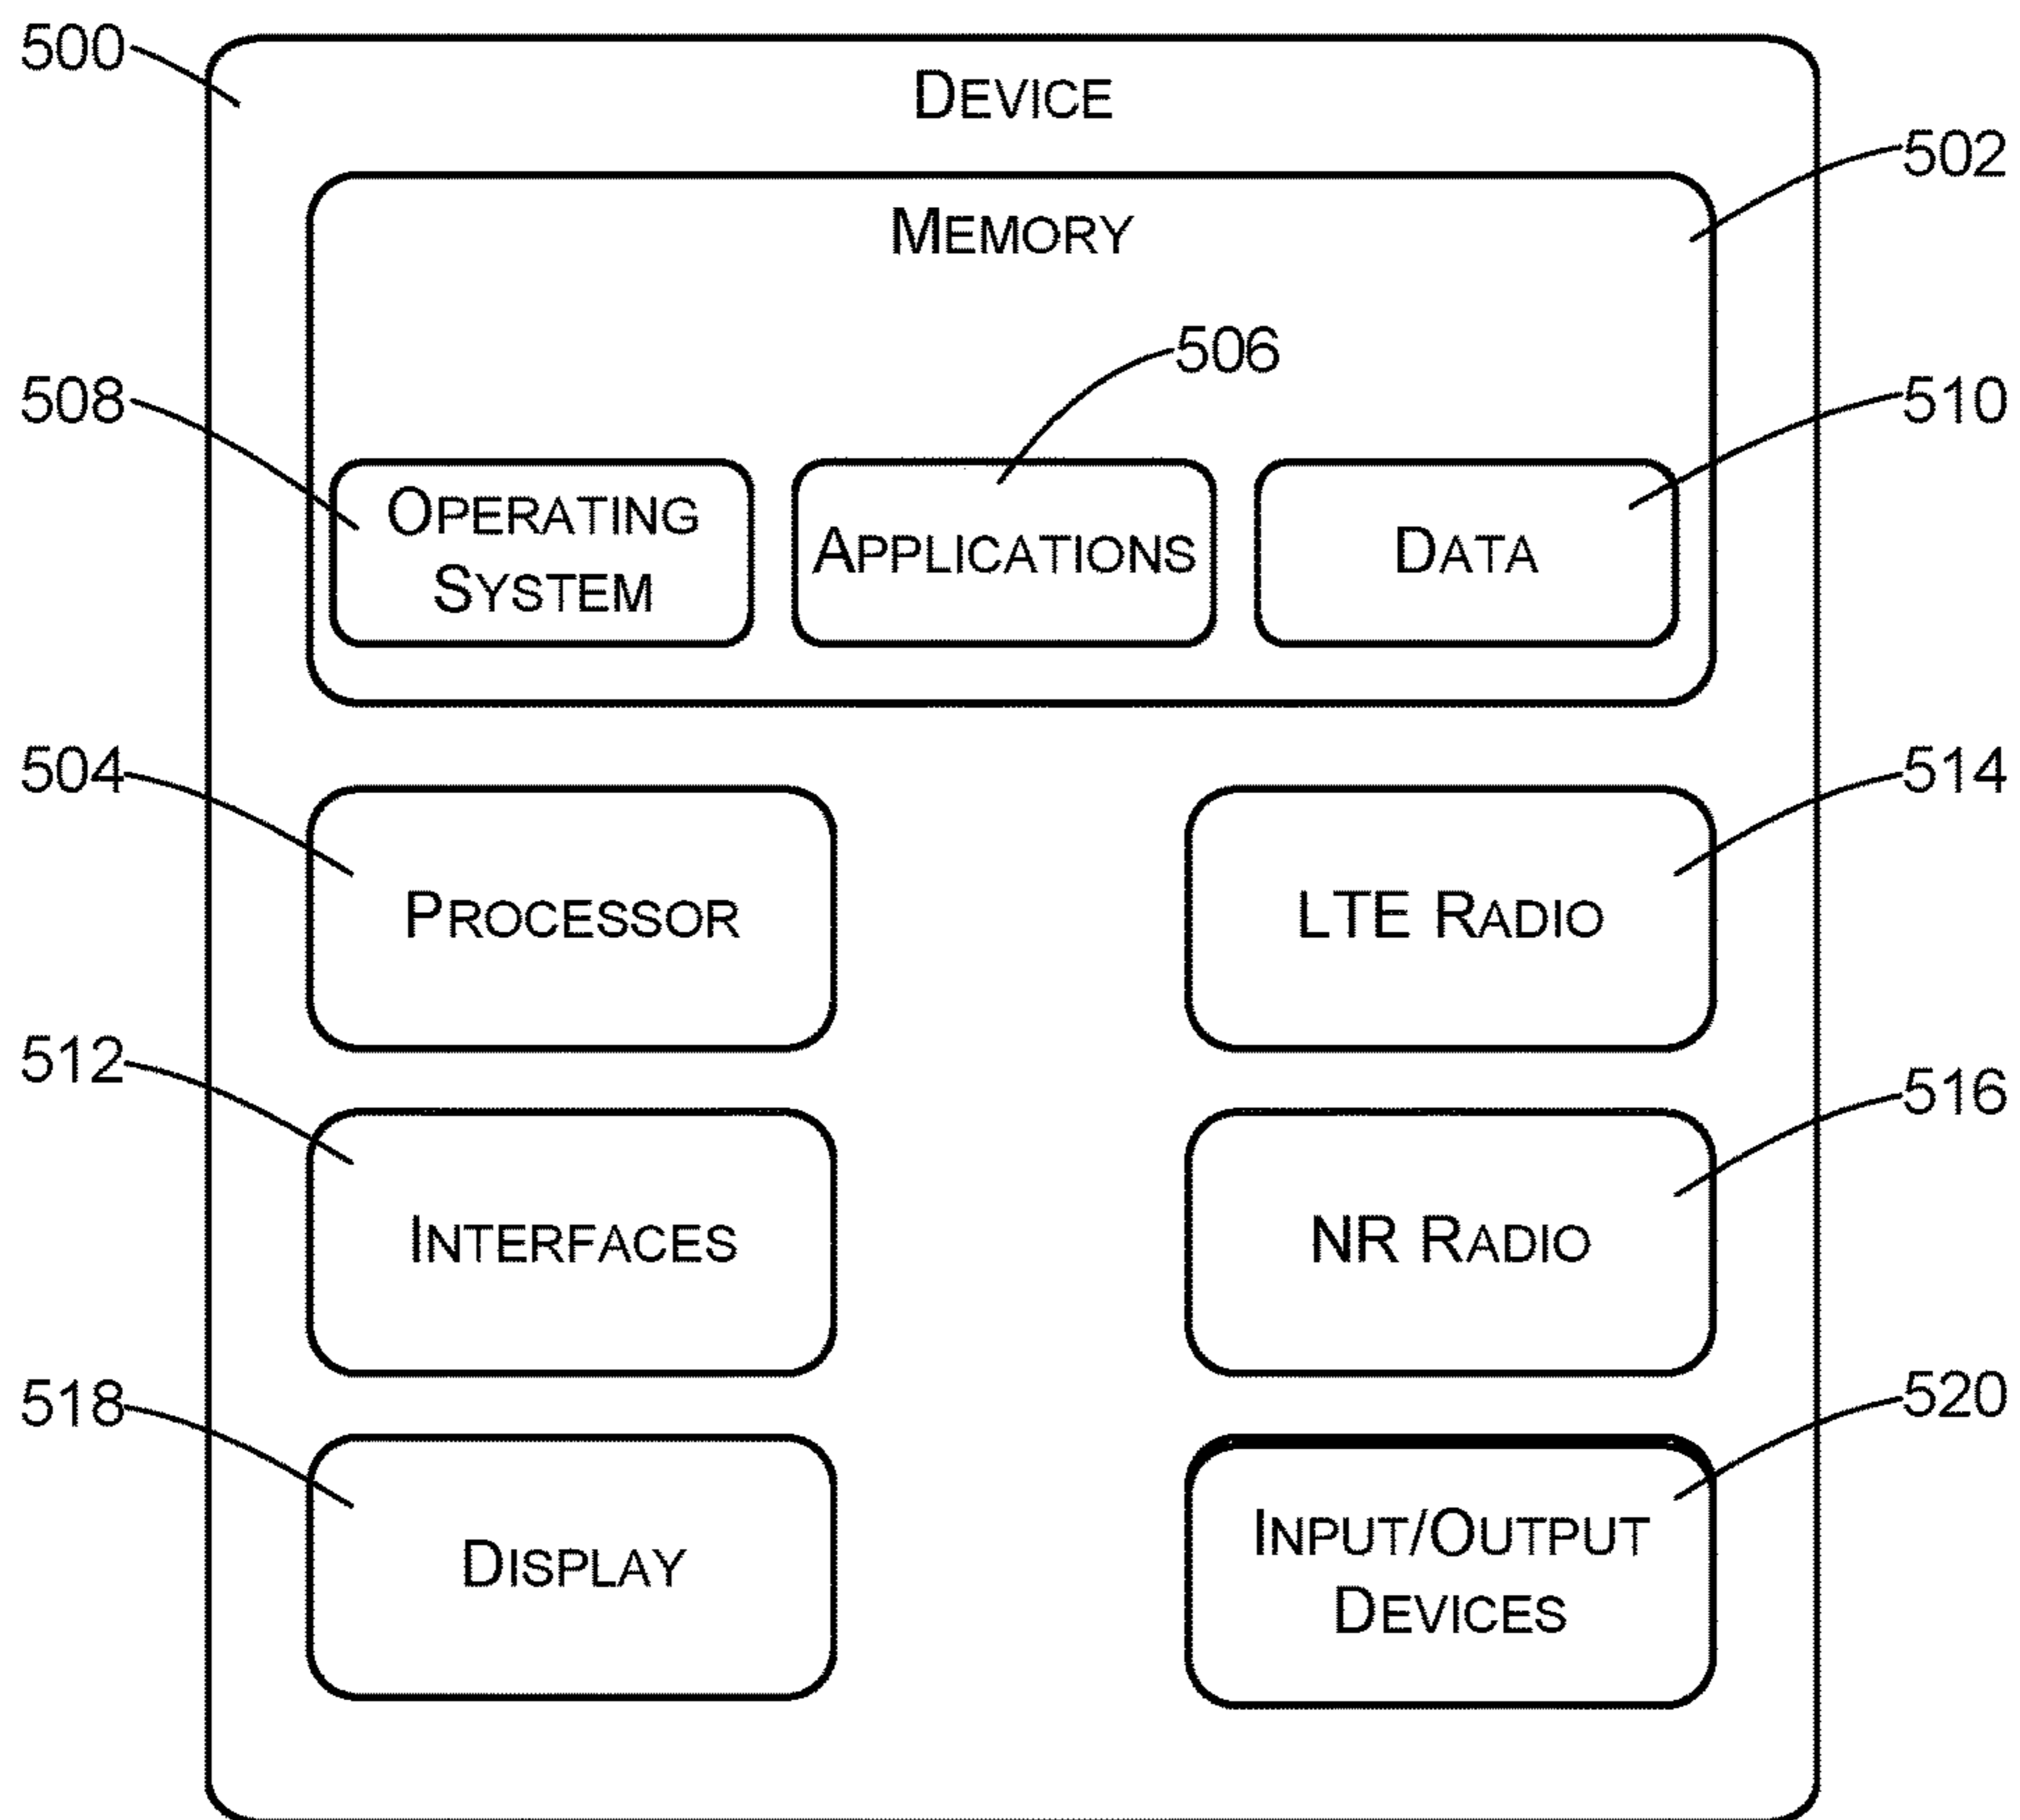 500
DEVICE
502
MEMORY
506
508
510
OPERATING
SYSTEM
APPLICATIONS
DATA
504
514
PROCESSOR
LTE RADIO
512
516
INTERFACES
NR RADIO
518
520
DISPLAY
INPUT/OUTPUT
DEVICES